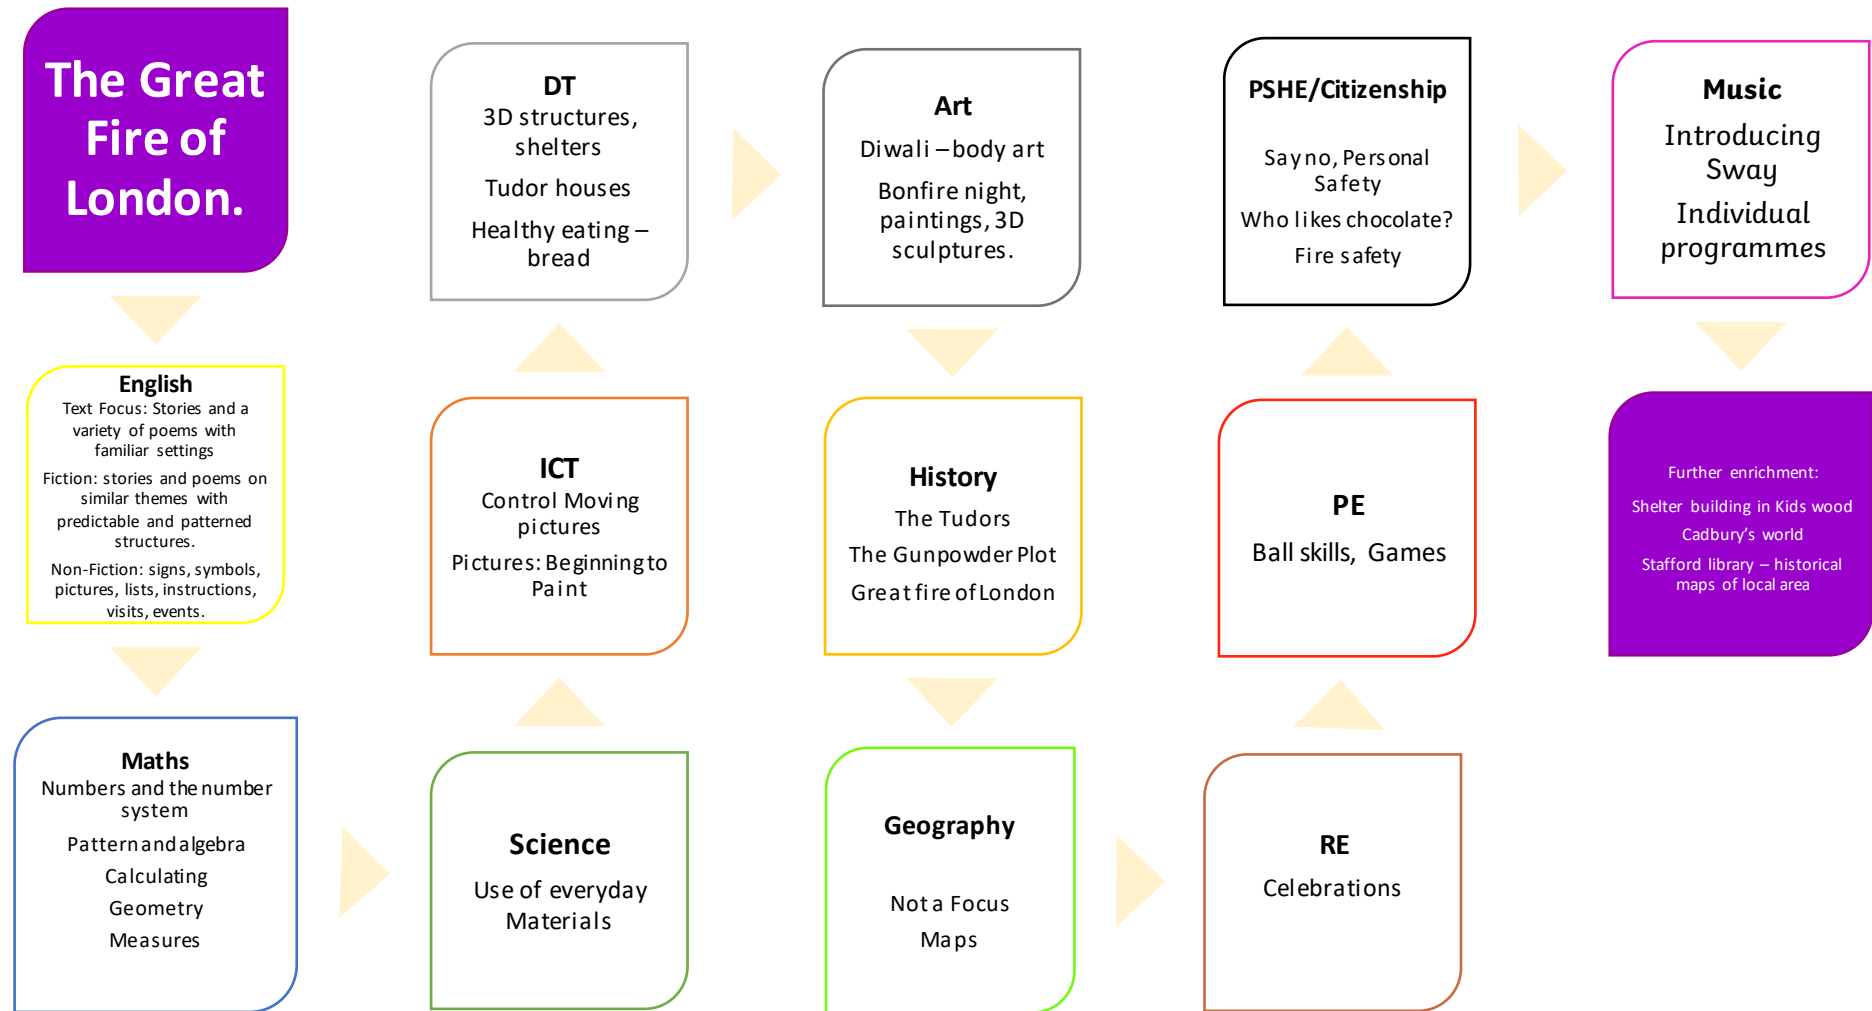 The Great
Fire of
London.
English
Text Focus: Stories and a
variety of poems with
familiar settings
Fiction: stories and poems on
similar themes with
predictable and patterned
structures.
Non-Fiction: signs, symbols,
pictures, lists, instructions,
visits, events.
Maths
Numbers and the number
system
Pattern and algebra
Calculating
Geometry
Measures
Science
Use of everyday
Materials
ICT
Control Moving
pictures
Pictures: Beginning to
Paint
DT
3D structures,
shelters
Tudor houses
Healthy eating –
bread
Art
Diwali – body art
Bonfire night,
paintings, 3D
sculptures.
History
The Tudors
The Gunpowder Plot
Great fire of London
Geography
Not a Focus
Maps
RE
Celebrations
PE
Ball skills, Games
PSHE/Citizenship
Say no, Personal
Safety
Who likes chocolate?
Fire safety
Music
Introducing
Sway
Individual
programmes
Further enrichment:
Shelter building in Kids wood
Cadbury's world
Stafford library – historical
maps of local area